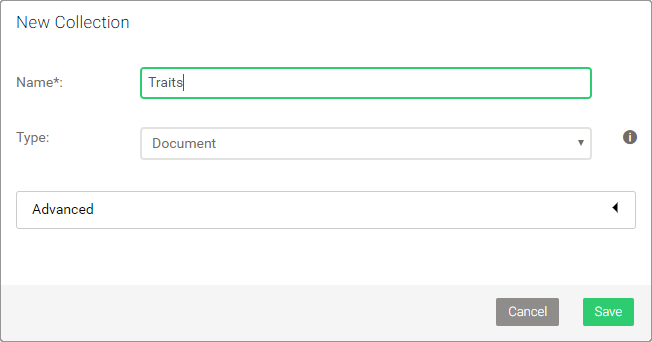 New Collection
Name*: Traits
Type: Document
Advanced
Cancel Save